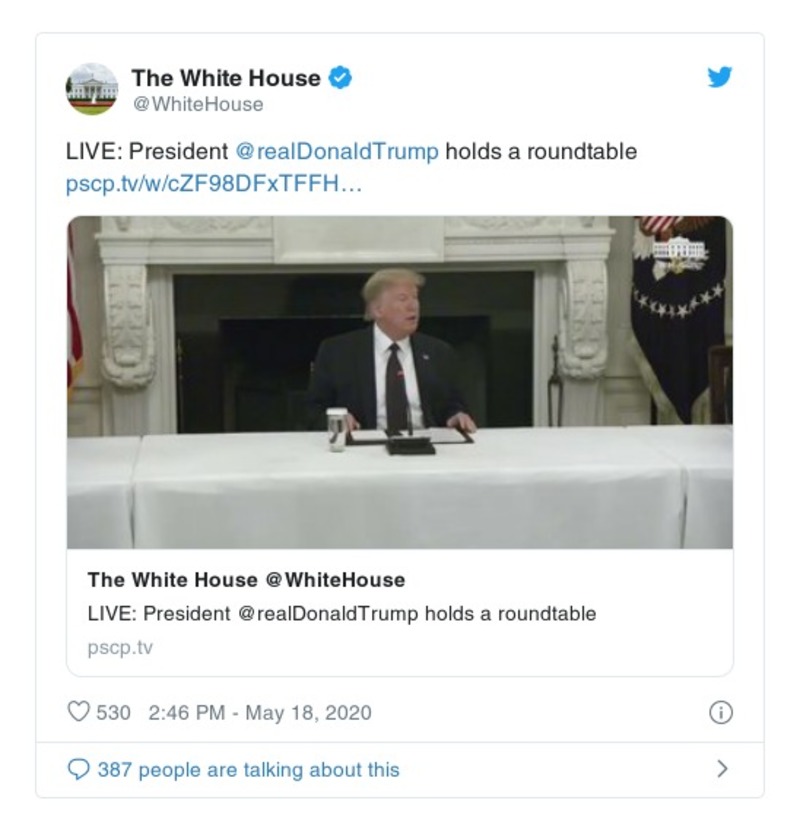 The White House
@WhiteHouse
LIVE: President @realDonaldTrump holds a roundtable
pscp.tv/w/cZF98DFxTFFH…
The White House @WhiteHouse
LIVE: President @realDonaldTrump holds a roundtable
pscp.tv
530 2:46 PM - May 18, 2020
387 people are talking about this